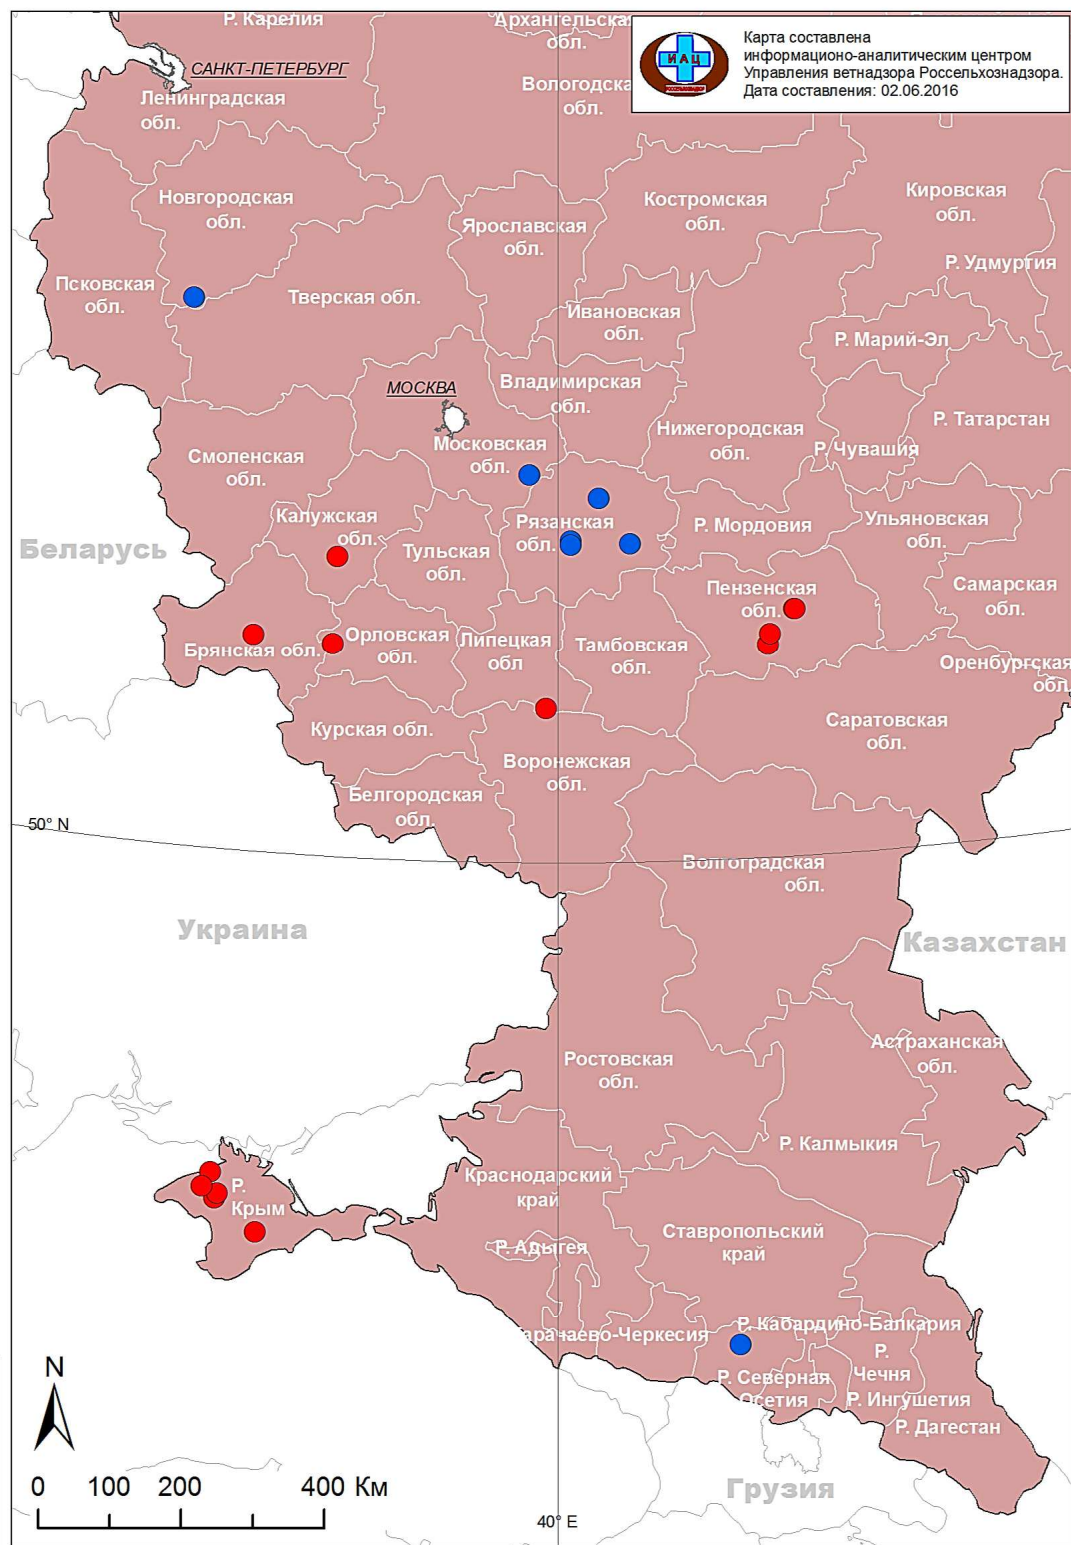 Р. Карелия
Архангельская
обл.
Карта составлена
информационо-аналитическим центром
Управления ветнадзора Россельхознадзора.
Дата составления: 02.06.2016
ИАЦ
РОССЕЛЬХОЗНАДЗОР
САНКТ-ПЕТЕРБУРГ
Ленинградская
обл.
Вологодска
обл.
Новгородская
обл.
Костромская
обл.
Кировская
обл.
Ярославская
обл.
Р. Удмуртия
Псковская
обл.
Тверская обл.
Ивановская
обл.
Р. Марий-Эл
МОСКВА
Владимирская
обл.
Р. Татарстан
Нижегородская
обл.
Московская
обл.
Р. Чувашия
Смоленская
обл.
Калужская
обл.
Рязанская
обл.
Р. Мордовия
Ульяновская
обл.
Беларусь
Тульская
обл.
Пензенская
обл.
Самарская
обл.
Брянская обл.
Орловская
обл.
Липецкая
обл
Тамбовская
обл.
Оренбургская
обл.
Курская обл.
Саратовская
обл.
Воронежская
обл.
Белгородская
обл.
50° N
Волгоградская
обл.
Украина
Казахстан
Астраханская
обл.
Ростовская
обл.
Р. Калмыкия
Р.
Крым
Краснодарский
край
Ставропольский
край
Р. Адыгея
Р. Кабардино-Балкария
арачаево-Черкесия
Р.
Чечня
Р. Северная
Осетия
Р. Ингушетия
Р. Дагестан
N
0 100 200 400 Км
Грузия
40° E